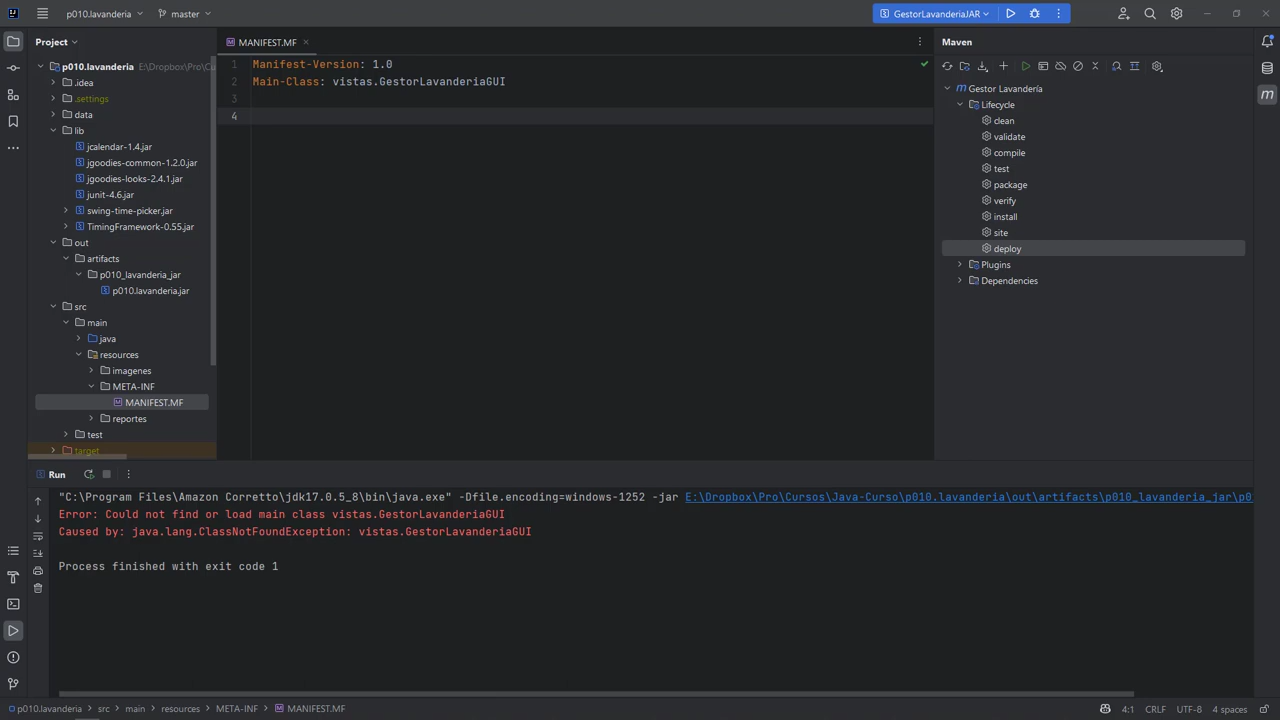 p010.lavanderia
master
GestorLavanderiaJAR
Project
p010.lavanderia E:\Dropbox\Pro\Cu
.idea
.settings
data
lib
jcalendar-1.4.jar
jgoodies-common-1.2.0.jar
jgoodies-looks-2.4.1.jar
junit-4.6.jar
swing-time-picker.jar
TimingFramework-0.55.jar
out
artifacts
p010_lavanderia_jar
p010.lavanderia.jar
src
main
java
resources
imagenes
META-INF
MANIFEST.MF
reportes
test
target
MANIFEST.MF
1 Manifest-Version: 1.0
2 Main-Class: vistas.GestorLavanderiaGUI
3
4
Maven
Gestor Lavandería
Lifecycle
clean
validate
compile
test
package
verify
install
site
deploy
Plugins
Dependencies
Run
"C:\Program Files\Amazon Corretto\jdk17.0.5_8\bin\java.exe" -Dfile.encoding=windows-1252 -jar E:\Dropbox\Pro\Cursos\Java-Curso\p010.lavanderia\out\artifacts\p010_lavanderia_jar\p0
Error: Could not find or load main class vistas.GestorLavanderiaGUI
Caused by: java.lang.ClassNotFoundException: vistas.GestorLavanderiaGUI
Process finished with exit code 1
p010.lavanderia
src
main
resources
META-INF
MANIFEST.MF
4:1 CRLF UTF-8 4 spaces